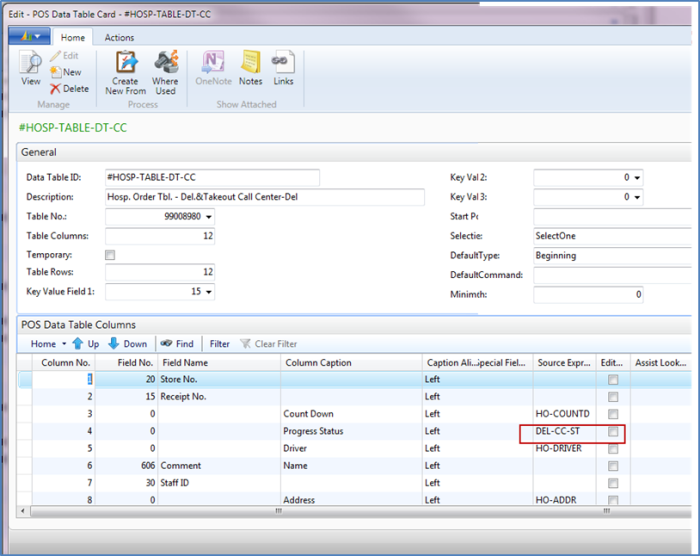 Edit - POS Data Table Card - #HOSP-TABLE-DT-CC
Home Actions
View Edit New Delete Create New From Where Used OneNote Notes Links
Manage Process Show Attached
#HOSP-TABLE-DT-CC
General
Data Table ID: #HOSP-TABLE-DT-CC Key Val 2: 0
Description: Hosp. Order Tbl. - Del.&Takeout Call Center-Del Key Val 3: 0
Table No.: 99008980 Start Po
Table Columns: 12 Selectie: SelectOne
Temporary: DefaultType: Beginning
Table Rows: 12 DefaultCommand:
Key Value Field 1: 15 Minimth: 0
POS Data Table Columns
Home Up Down Find Filter Clear Filter
Column No. Field No. Field Name Column Caption Caption Ali... pecial Field... Source Expr... Edit... Assist Look...
1 20 Store No. Left
2 15 Receipt No. Left
3 0 Count Down Left HO-COUNTD
4 0 Progress Status Left DEL-CC-ST
5 0 Driver Left HO-DRIVER
6 606 Comment Name Left
7 30 Staff ID Left
8 0 Address Left HO-ADDR